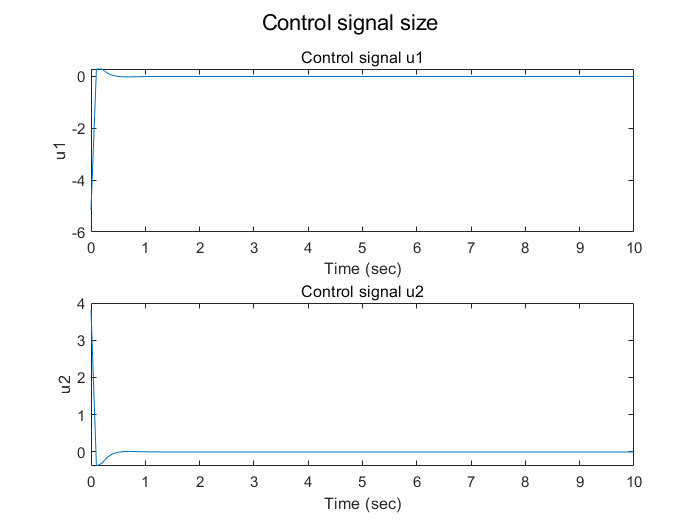 Control signal size
Control signal u1
0
-2
-4
-6
u1
0 1 2 3 4 5 6 7 8 9 10
Time (sec)
Control signal u2
4
3
2
1
0
u2
0 1 2 3 4 5 6 7 8 9 10
Time (sec)